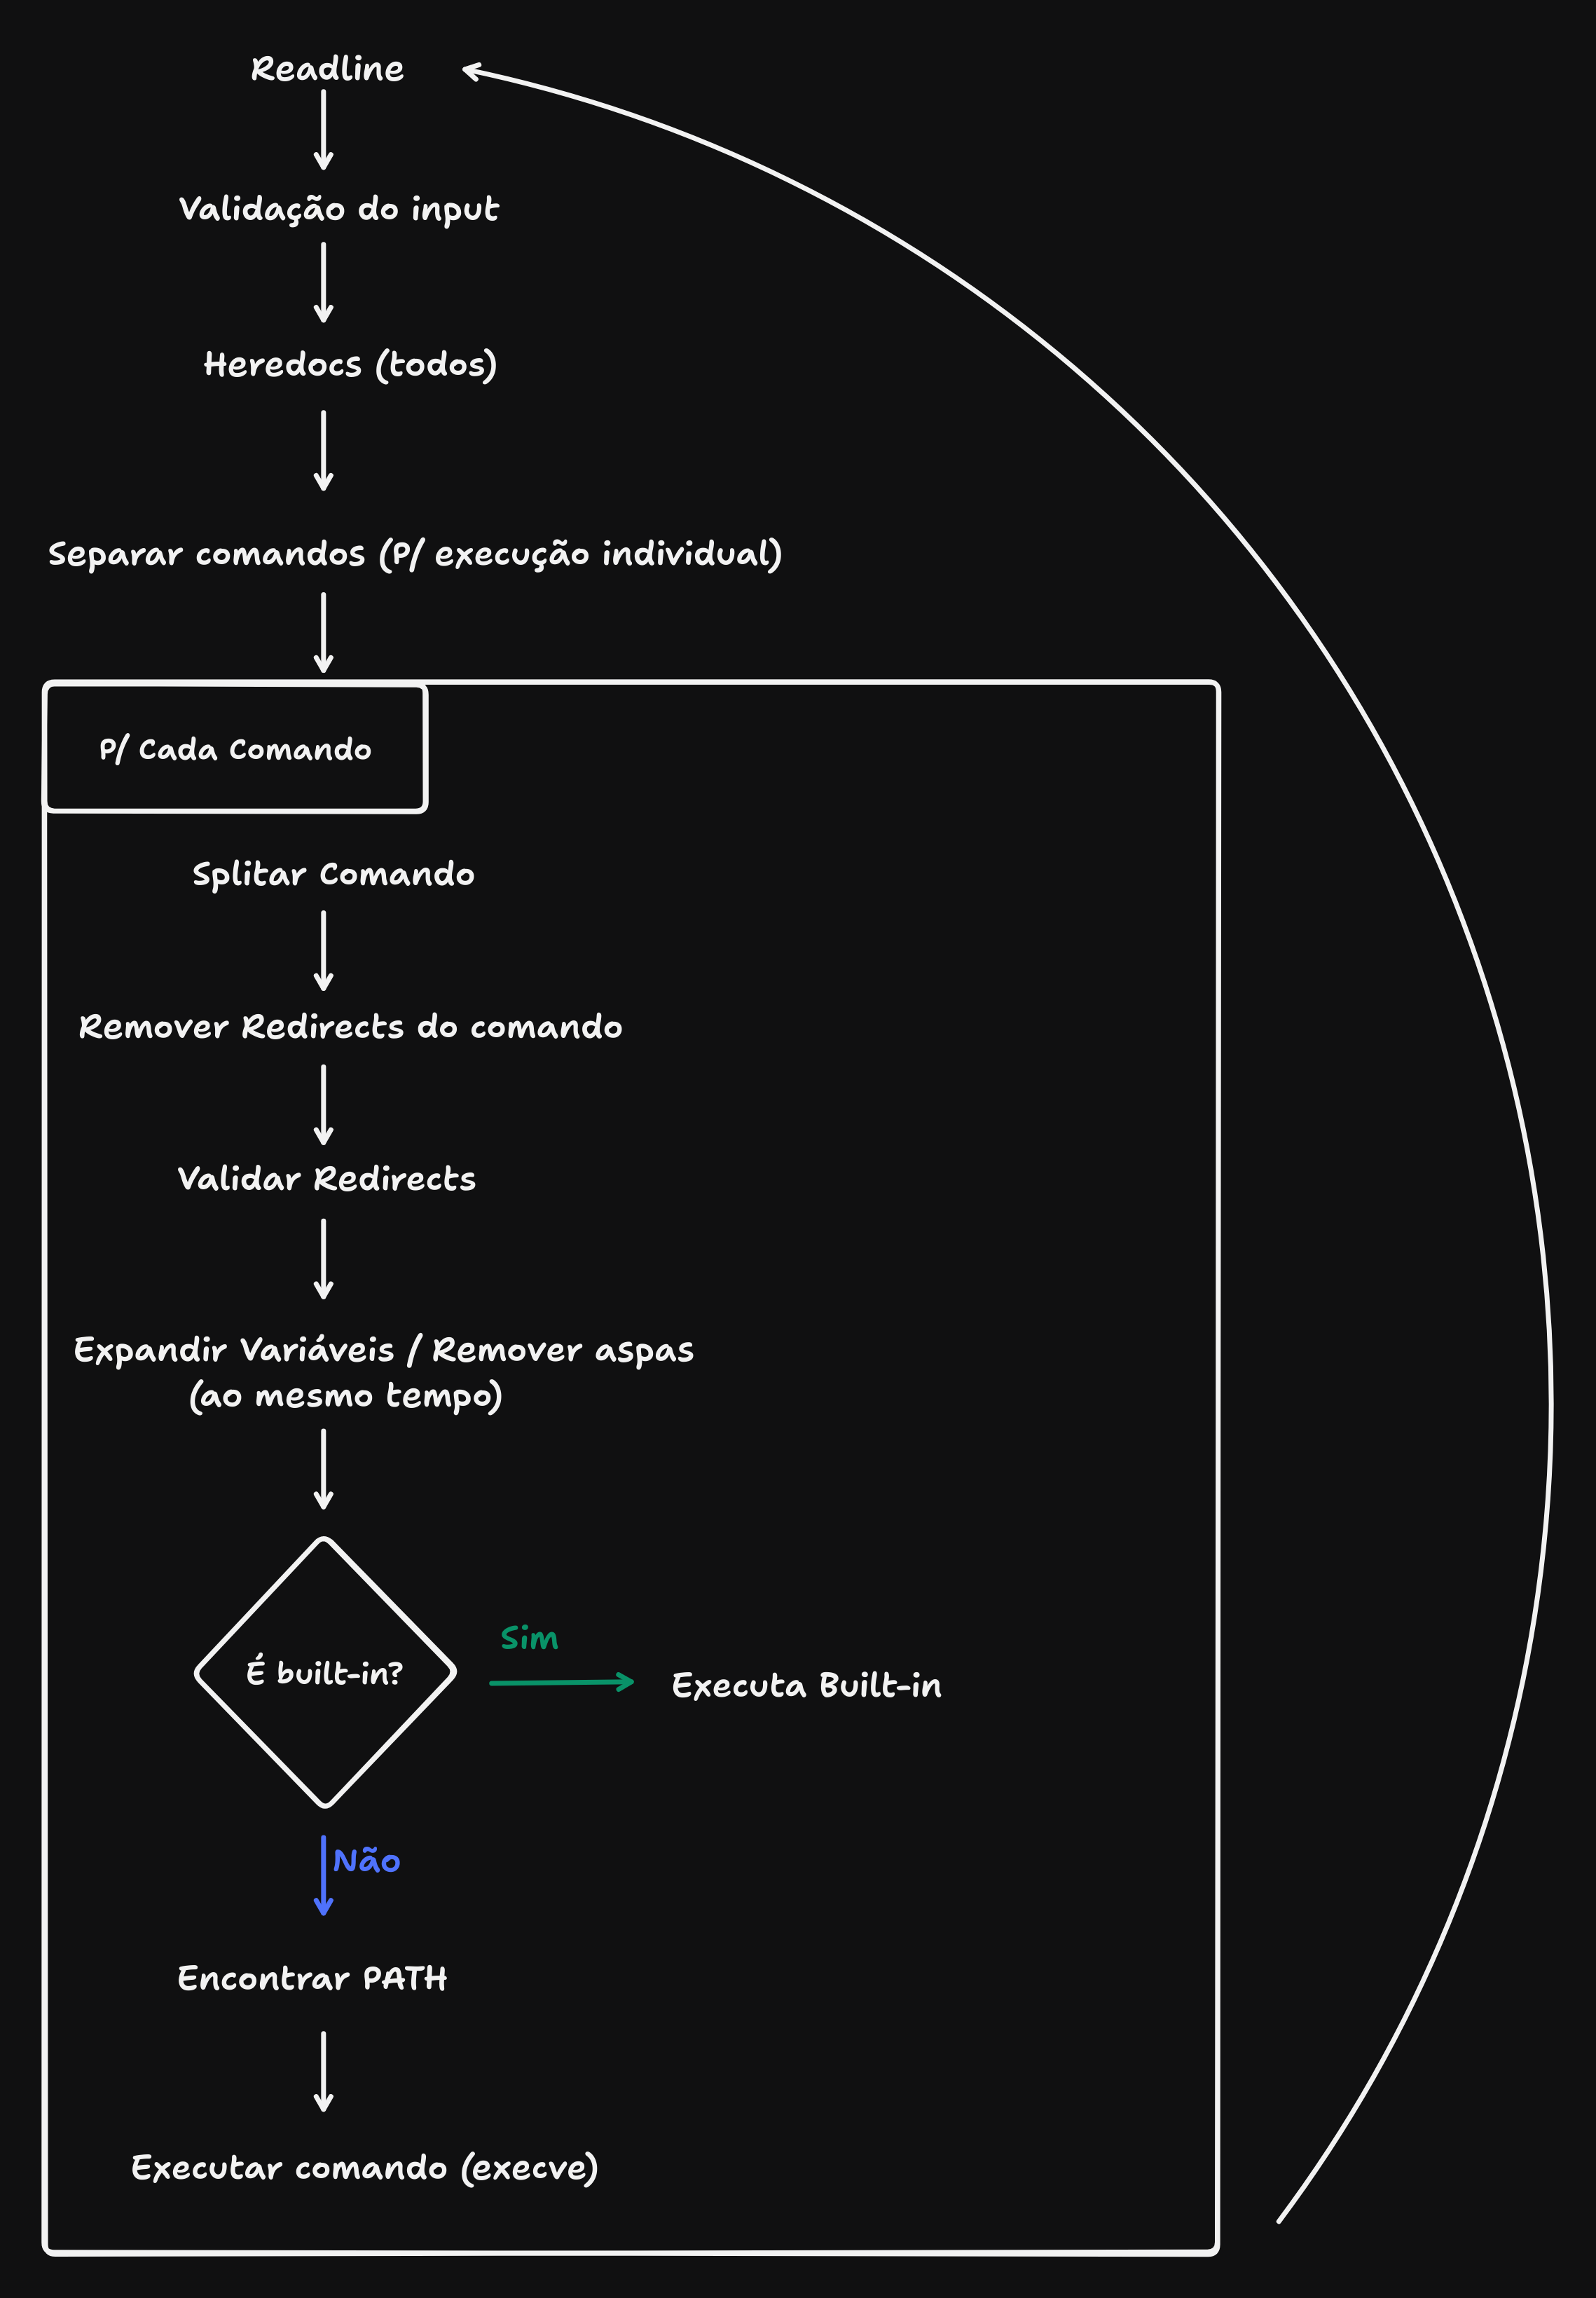 Readline
Validação do input
Heredocs (todos)
Separar comandos (P/ execução individual)
P/ Cada Comando
Splitar Comando
Remover Redirects do comando
Validar Redirects
Expandir Variáveis / Remover aspas
(ao mesmo tempo)
Sim
É built-in?
Executa Built-in
Não
Encontrar PATH
Executar comando (execve)